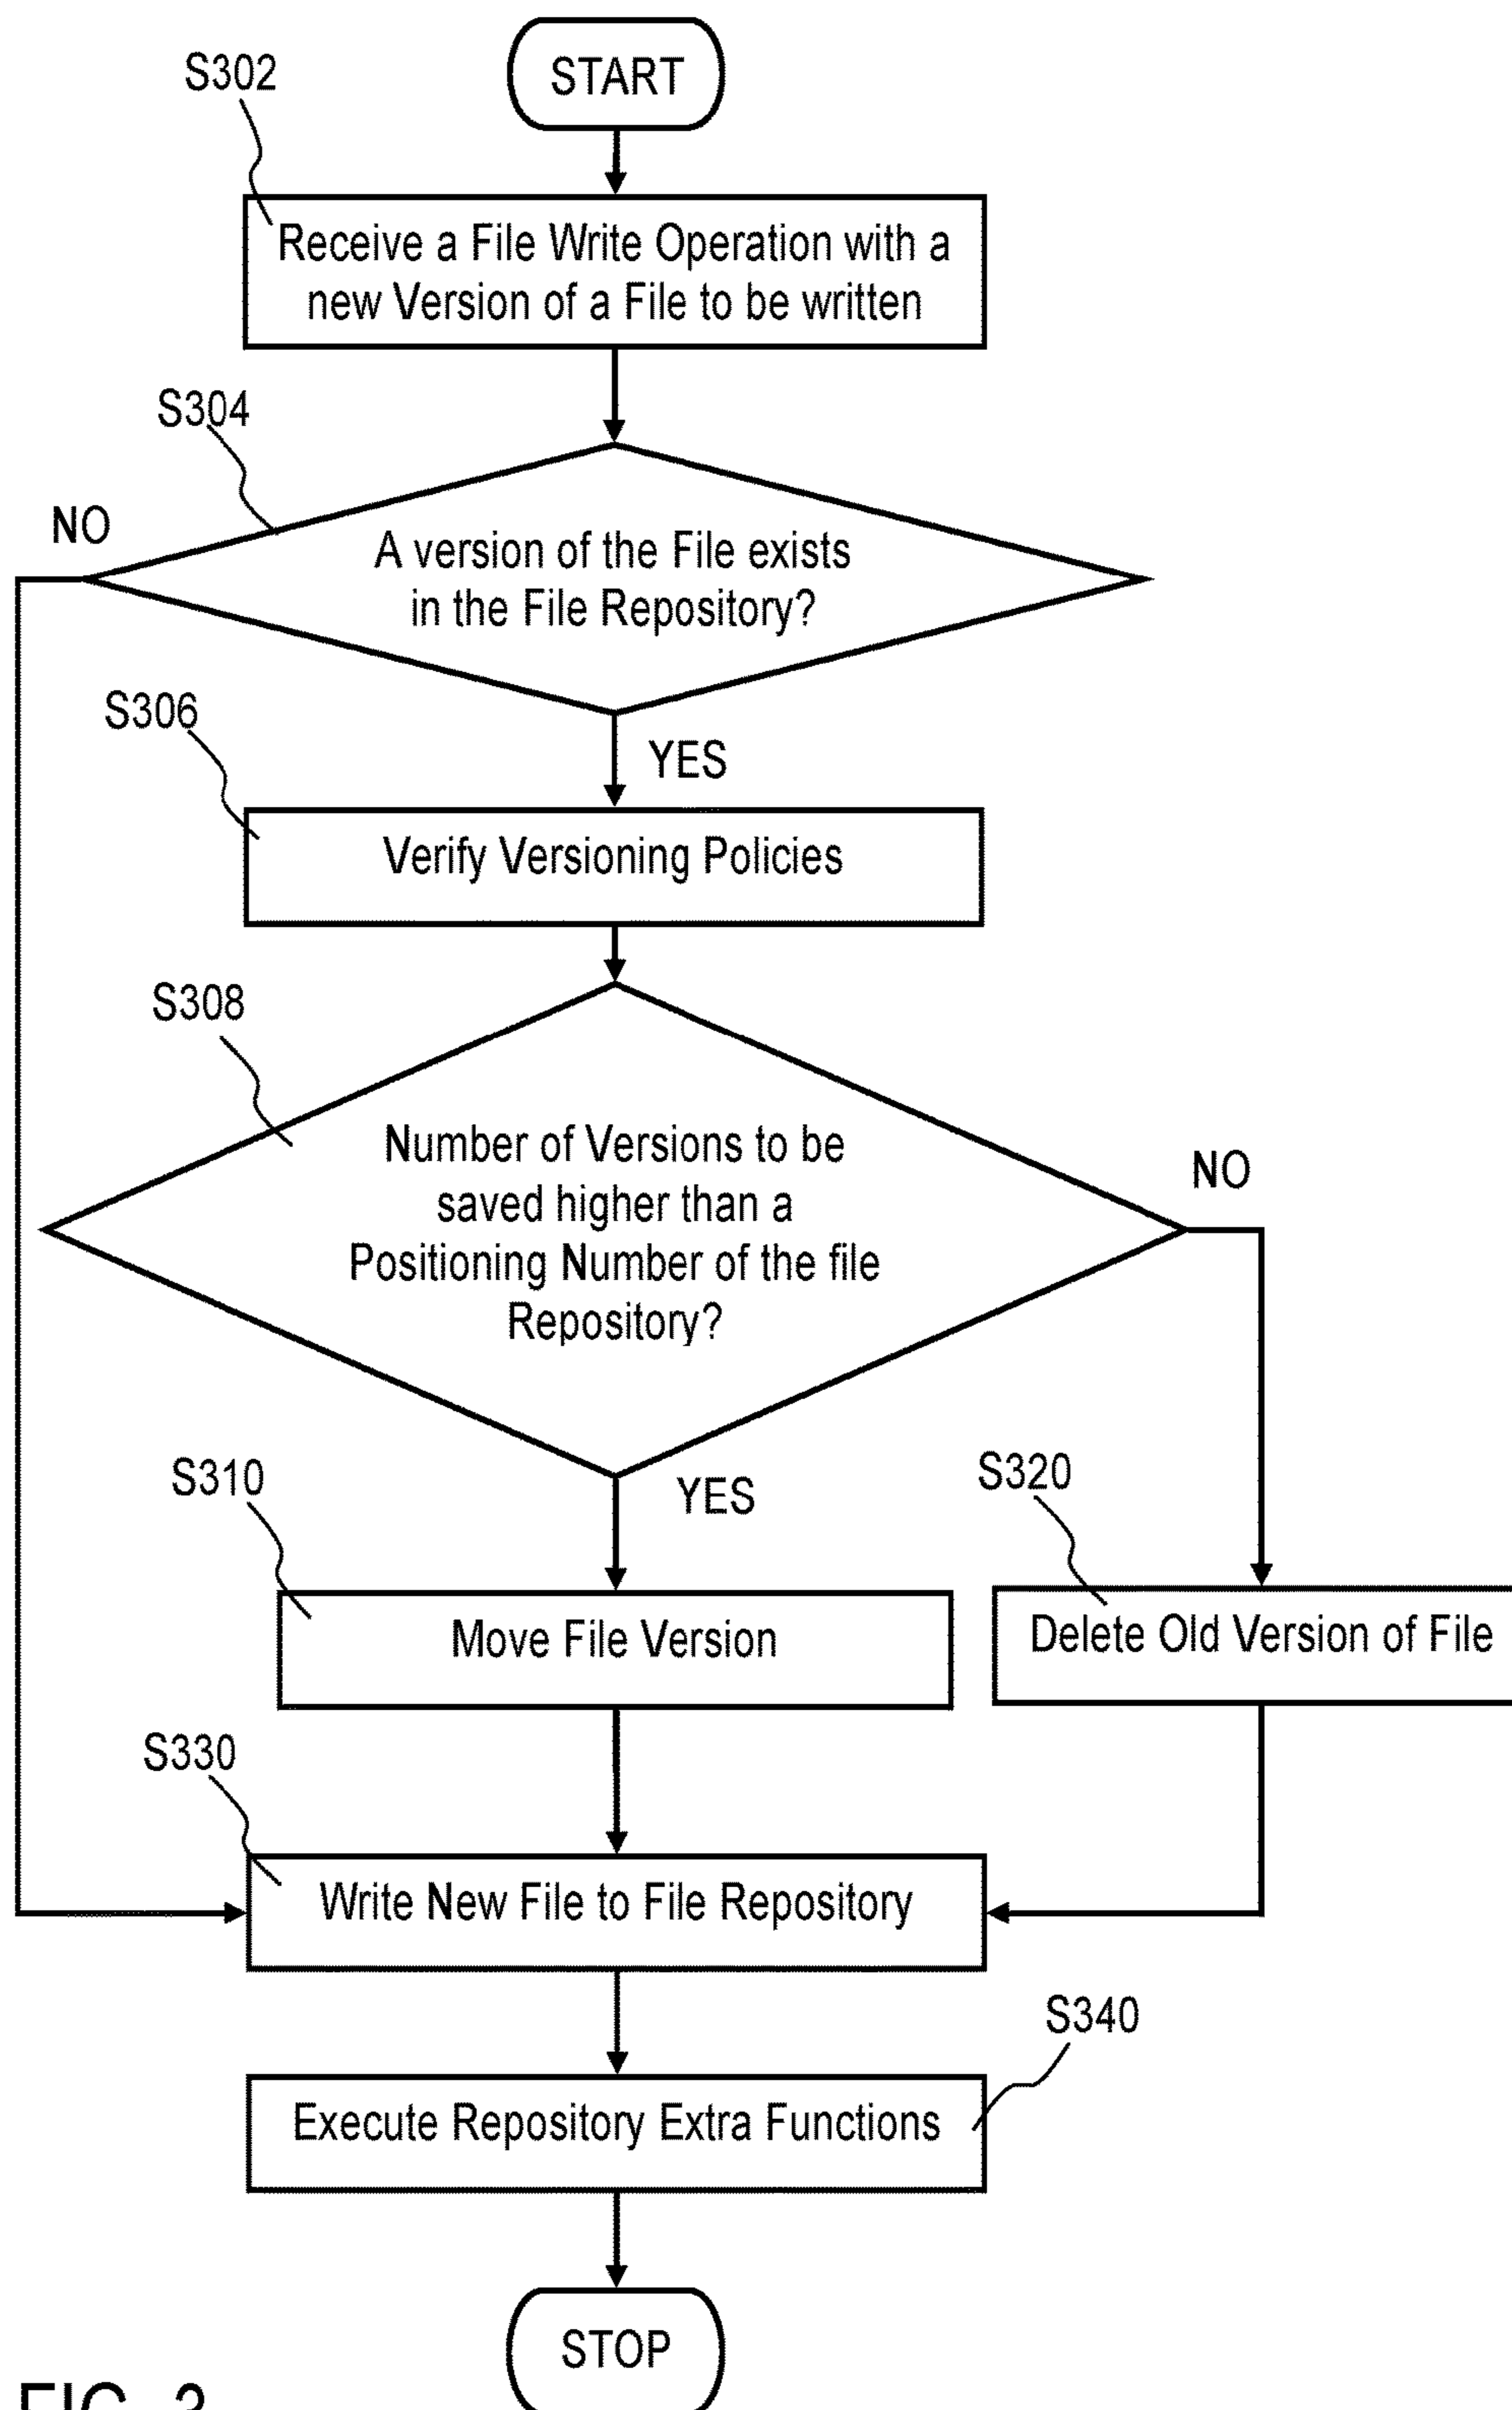 START
S302
Receive a File Write Operation with a
new Version of a File to be written
S304
NO
A version of the File exists
in the File Repository?
S306
YES
Verify Versioning Policies
S308
Number of Versions to be
saved higher than a
Positioning Number of the file
Repository?
NO
S310
YES
S320
Move File Version
Delete Old Version of File
S330
Write New File to File Repository
S340
Execute Repository Extra Functions
STOP
FIG. 3